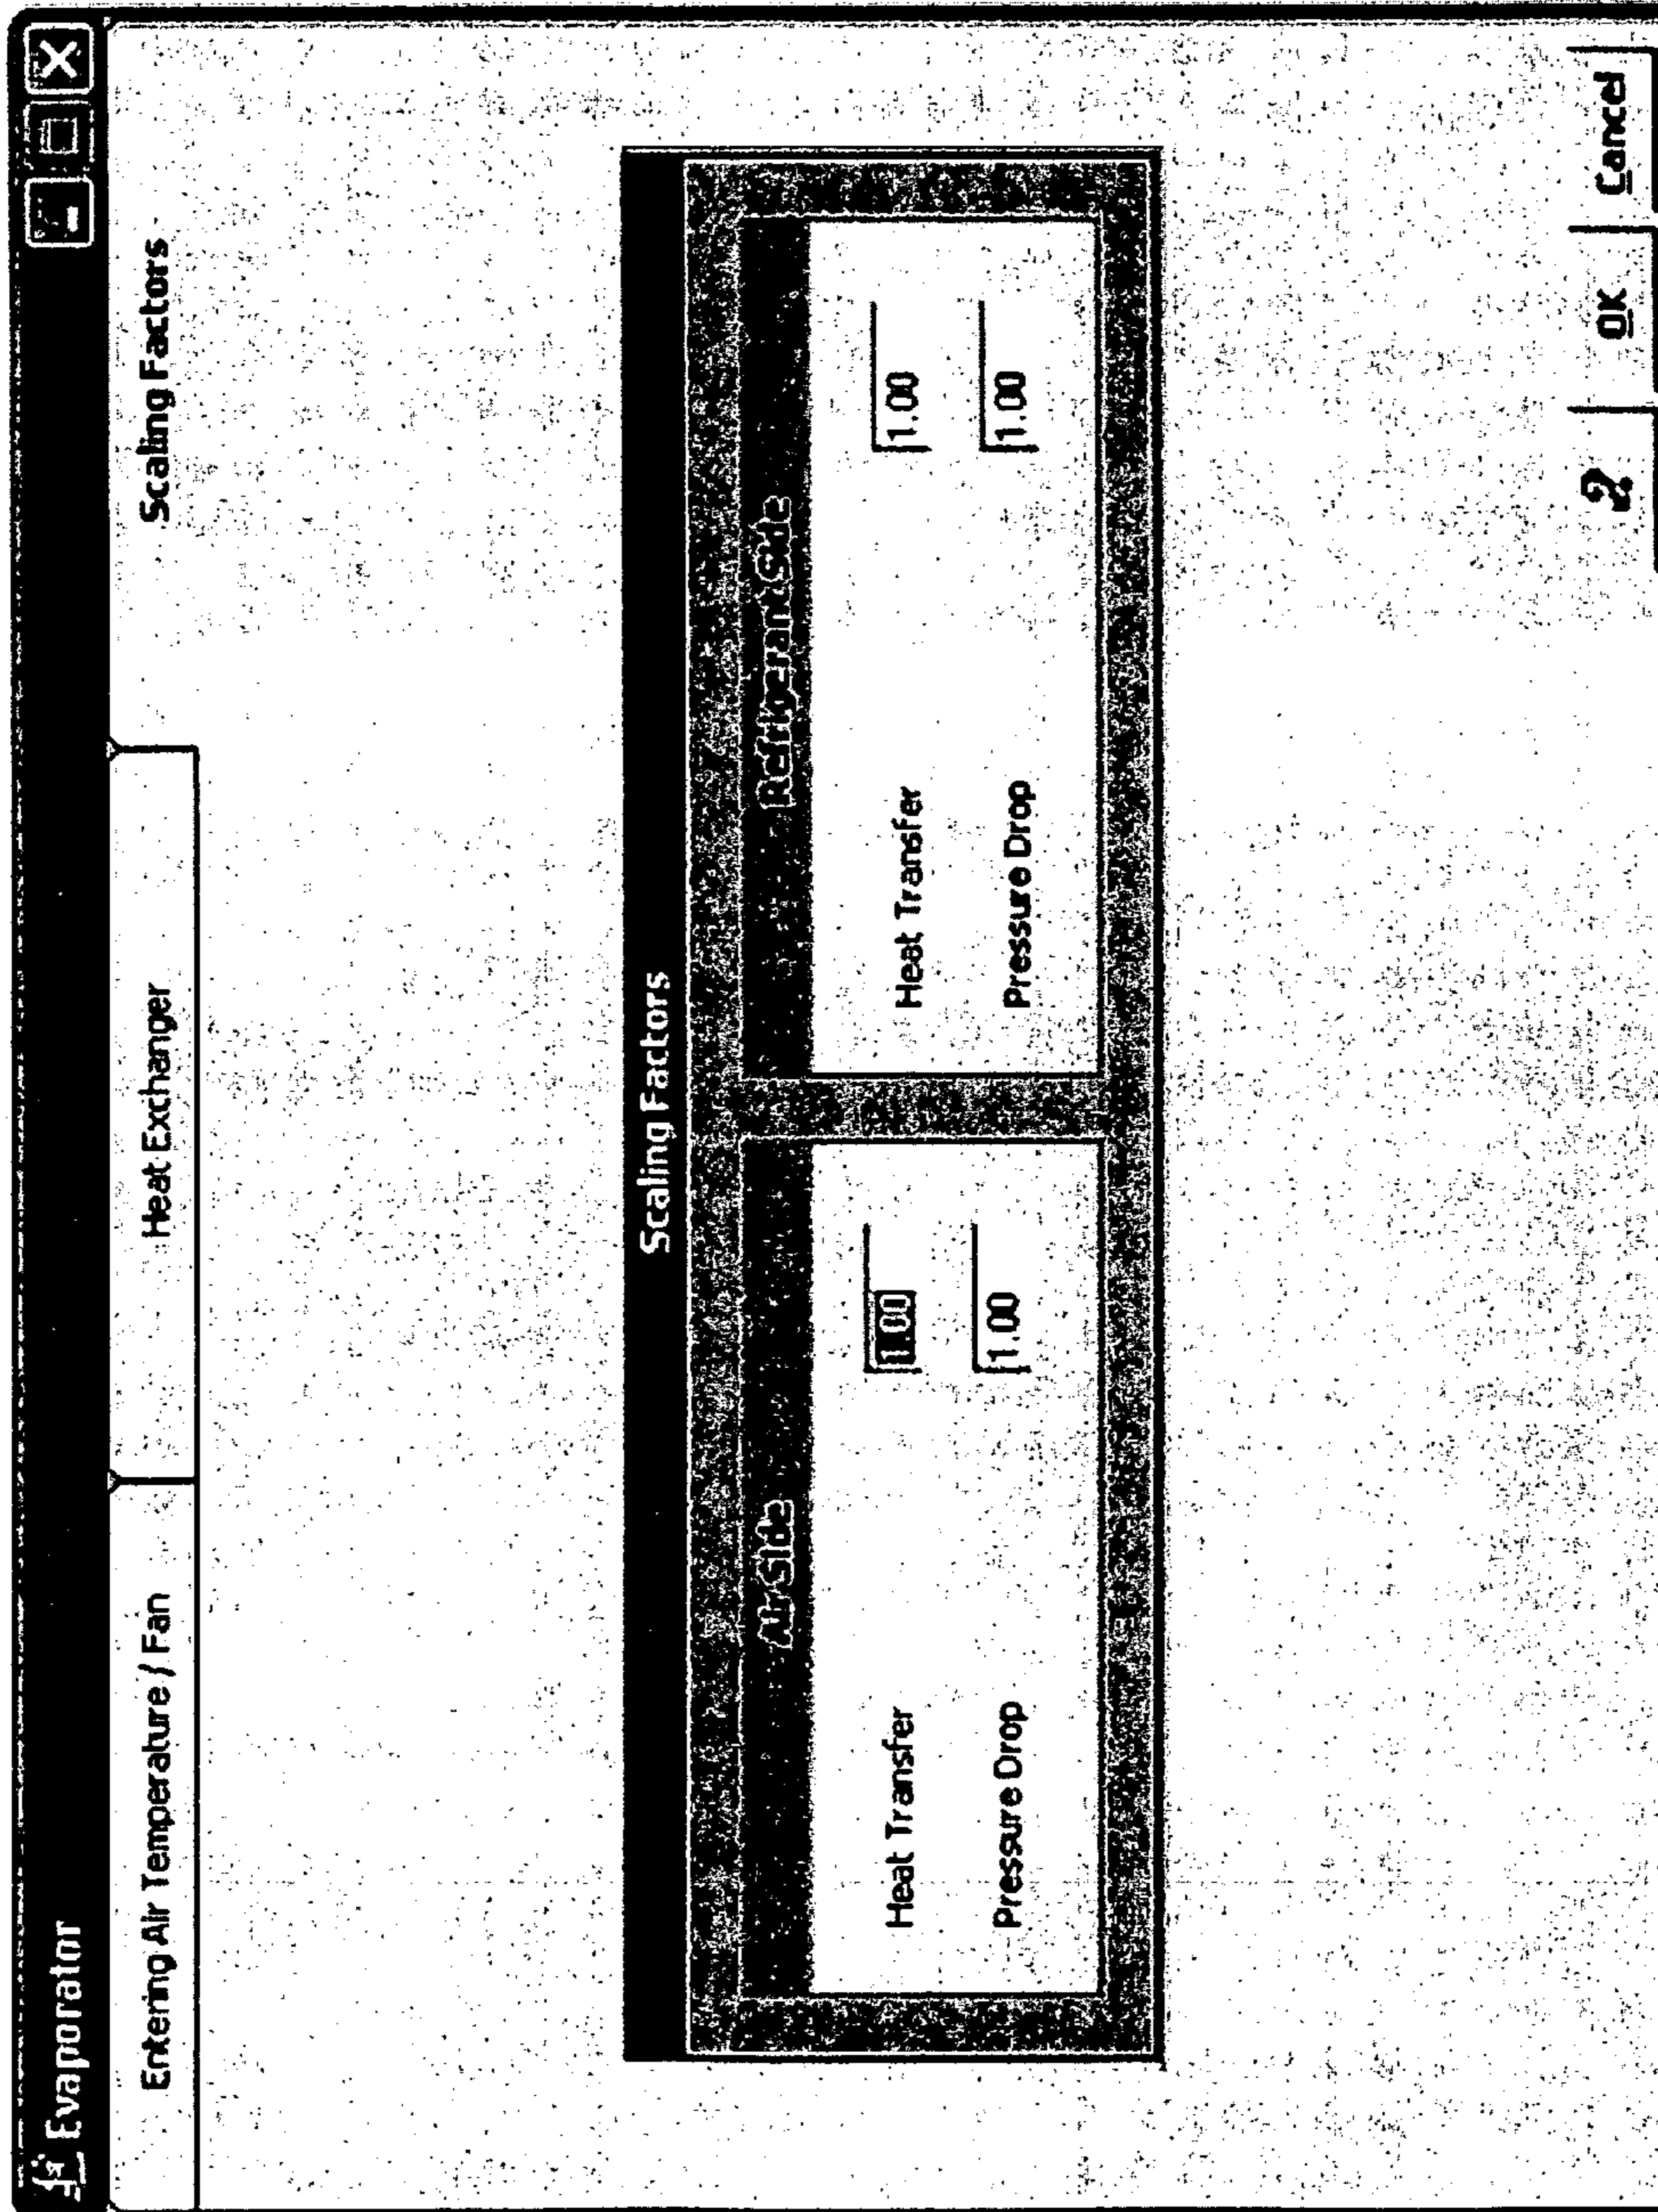 Evaporator
Entering Air Temperature / Fan Heat Exchanger Scaling Factors
Scaling Factors
Air Side Refrigerant Side
Heat Transfer 1.00 Heat Transfer 1.00
Pressure Drop 1.00 Pressure Drop 1.00
? OK Cancel